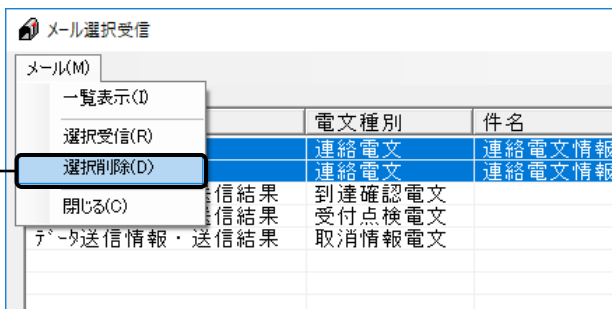 メール選択受信
メール(M)
一覧表示(I)
電文種別 件名
選択受信(R)
連絡電文 連絡電文情報
選択削除(D)
連絡電文 連絡電文情報
信結果 到達確認電文
閉じる(C)
信結果 受付点検電文
データ送信情報・送信結果 取消情報電文